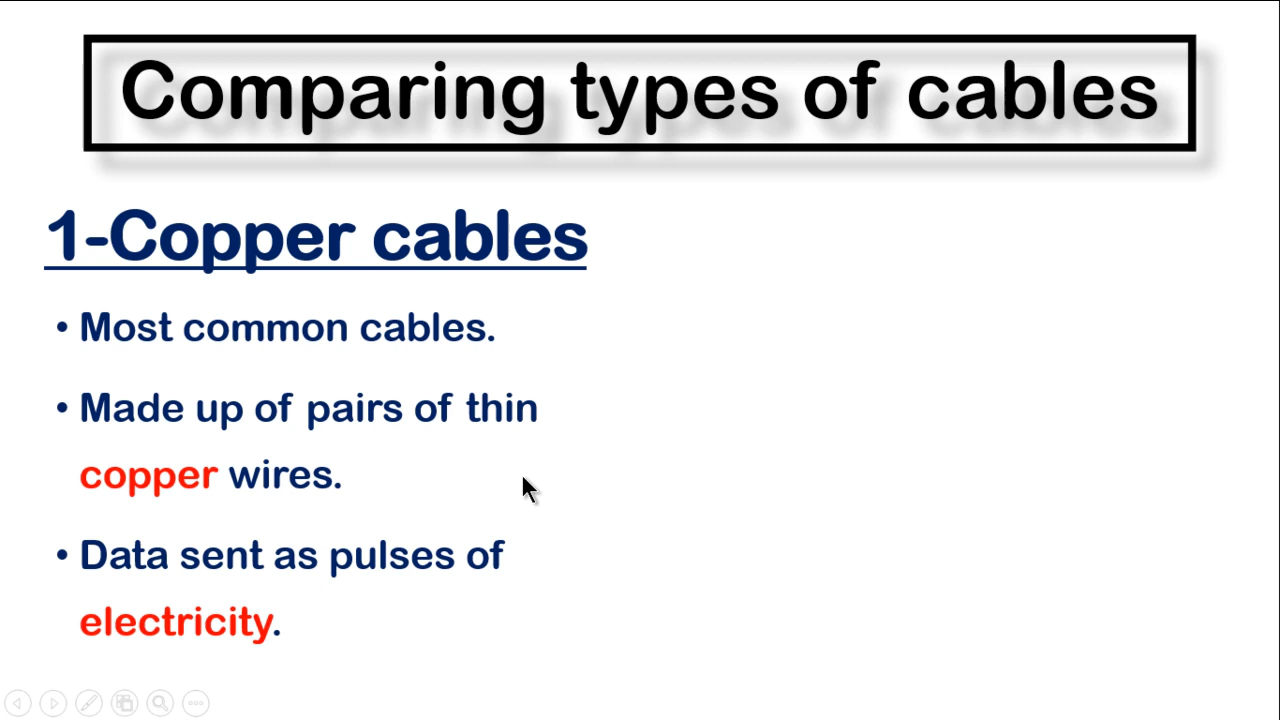 Comparing types of cables
1-Copper cables
• Most common cables.
• Made up of pairs of thin
copper wires.
• Data sent as pulses of
electricity.